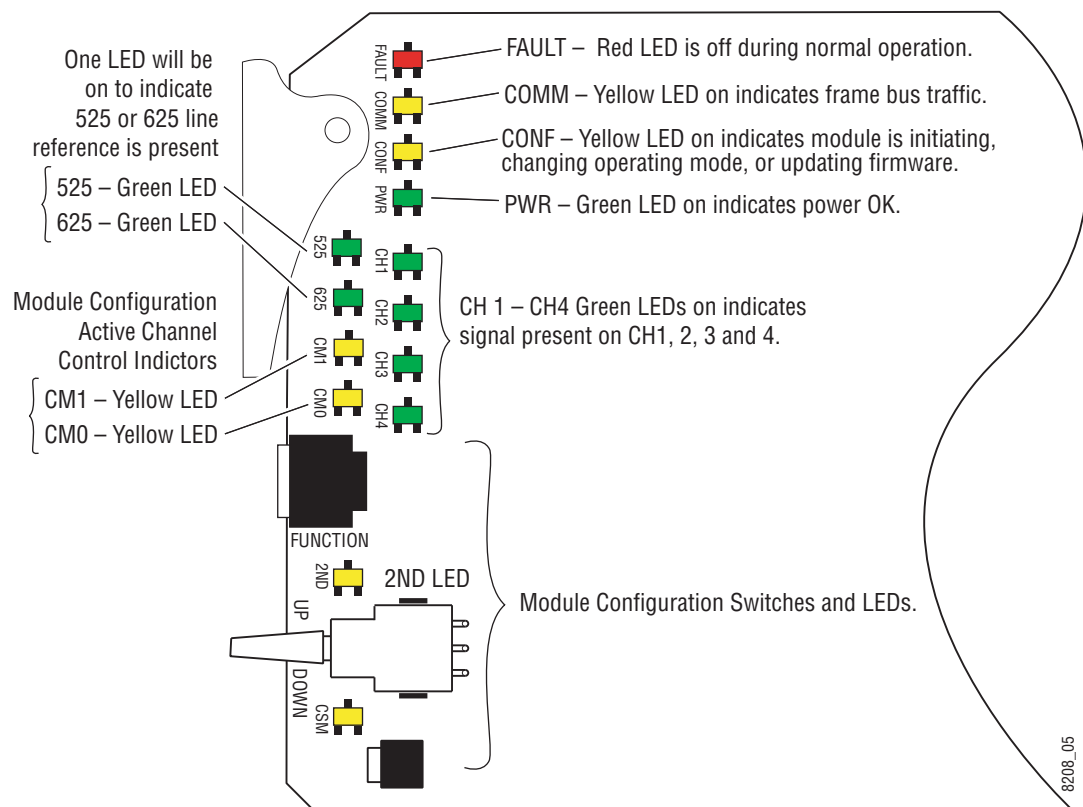 One LED will be
on to indicate
525 or 625 line
reference is present
525 – Green LED
625 – Green LED
Module Configuration
Active Channel
Control Indictors
CM1 – Yellow LED
CM0 – Yellow LED
FAULT
COMM
CONF
PWR
525
625
CM1
CM0
CH1
CH2
CH3
CH4
FAULT – Red LED is off during normal operation.
COMM – Yellow LED on indicates frame bus traffic.
CONF – Yellow LED on indicates module is initiating,
changing operating mode, or updating firmware.
PWR – Green LED on indicates power OK.
CH 1 – CH4 Green LEDs on indicates
signal present on CH1, 2, 3 and 4.
FUNCTION
2ND
2ND LED
UP
DOWN
CSM
Module Configuration Switches and LEDs.
8208_05